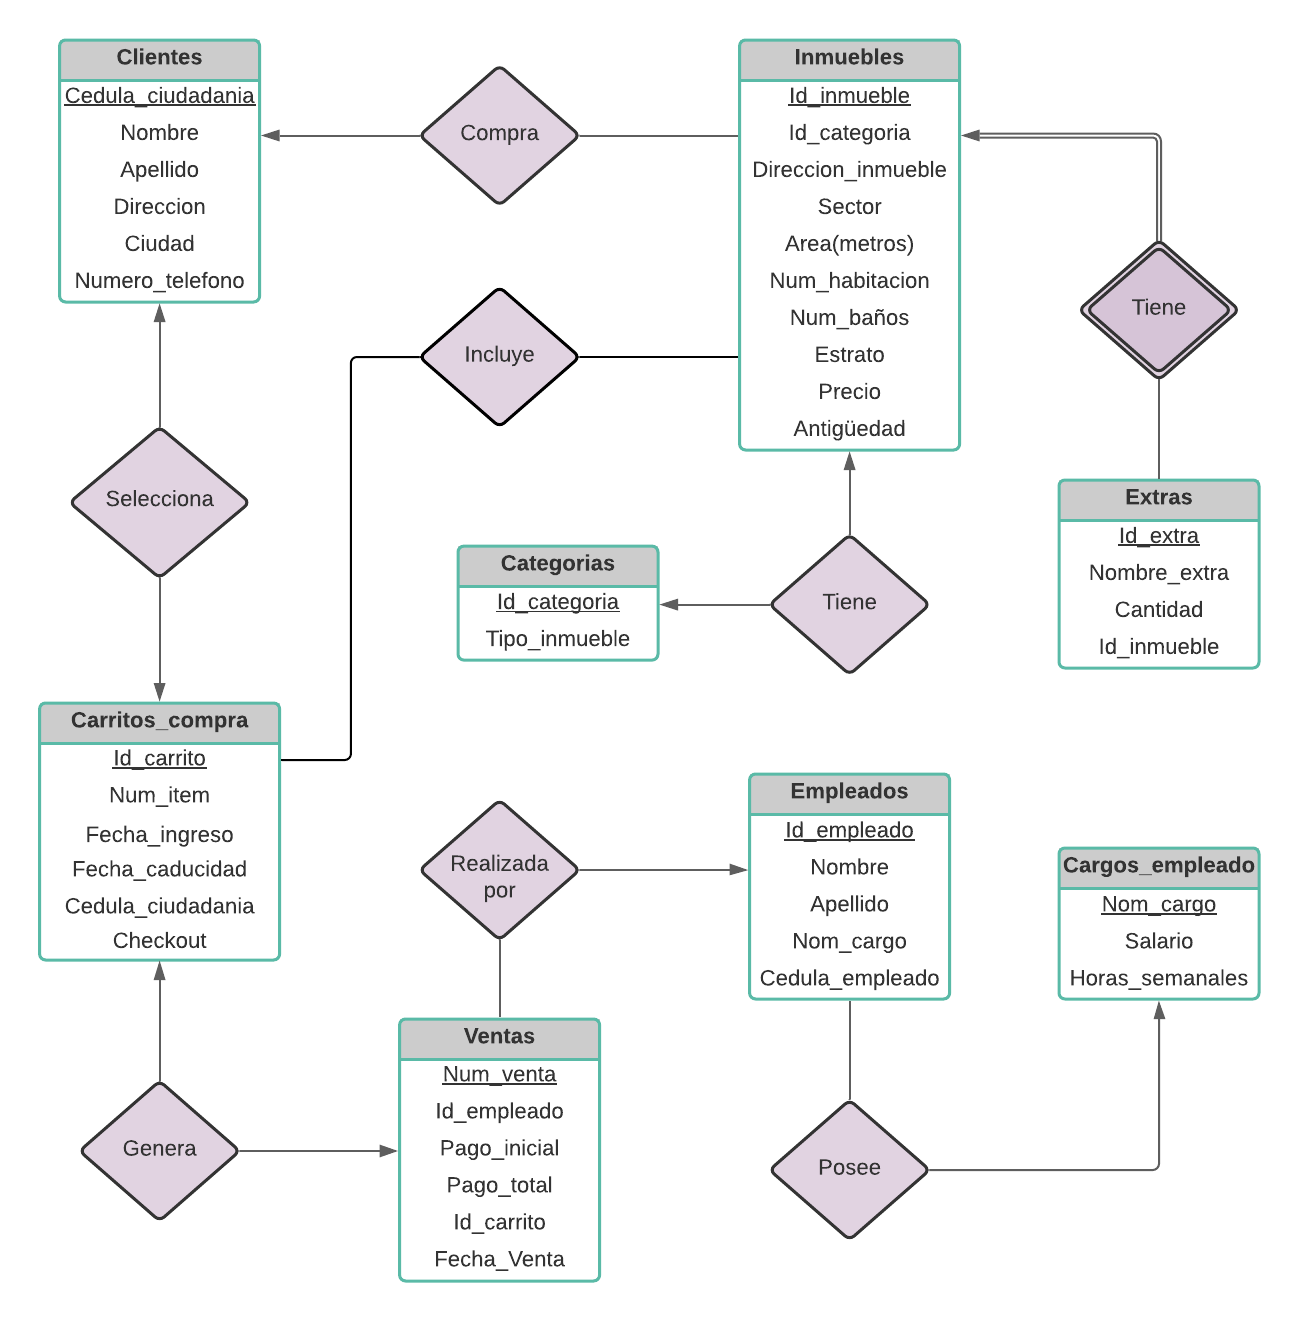 Clientes
Cedula_ciudadania
Nombre
Apellido
Direccion
Ciudad
Numero_telefono
Compra
Inmuebles
Id_inmueble
Id_categoria
Direccion_inmueble
Sector
Area(metros)
Num_habitacion
Num_baños
Estrato
Precio
Antigüedad
Tiene
Incluye
Selecciona
Extras
Id_extra
Nombre_extra
Cantidad
Id_inmueble
Categorias
Id_categoria
Tipo_inmueble
Tiene
Carritos_compra
Id_carrito
Num_item
Fecha_ingreso
Fecha_caducidad
Cedula_ciudadania
Checkout
Realizada
por
Empleados
Id_empleado
Nombre
Apellido
Nom_cargo
Cedula_empleado
Cargos_empleado
Nom_cargo
Salario
Horas_semanales
Genera
Ventas
Num_venta
Id_empleado
Pago_inicial
Pago_total
Id_carrito
Fecha_Venta
Posee